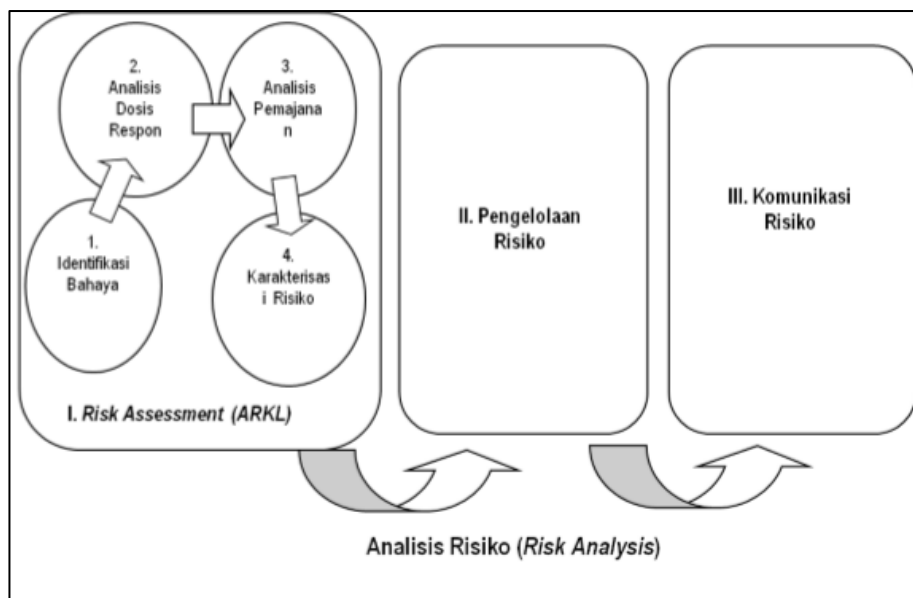 1.
Identifikasi
Bahaya
2.
Analisis
Dosis
Respon
3.
Analisis
Pemajana
n
4.
Karakterisas
i Risiko
I. Risk Assessment (ARKL)
II. Pengelolaan
Risiko
III. Komunikasi
Risiko
Analisis Risiko (Risk Analysis)